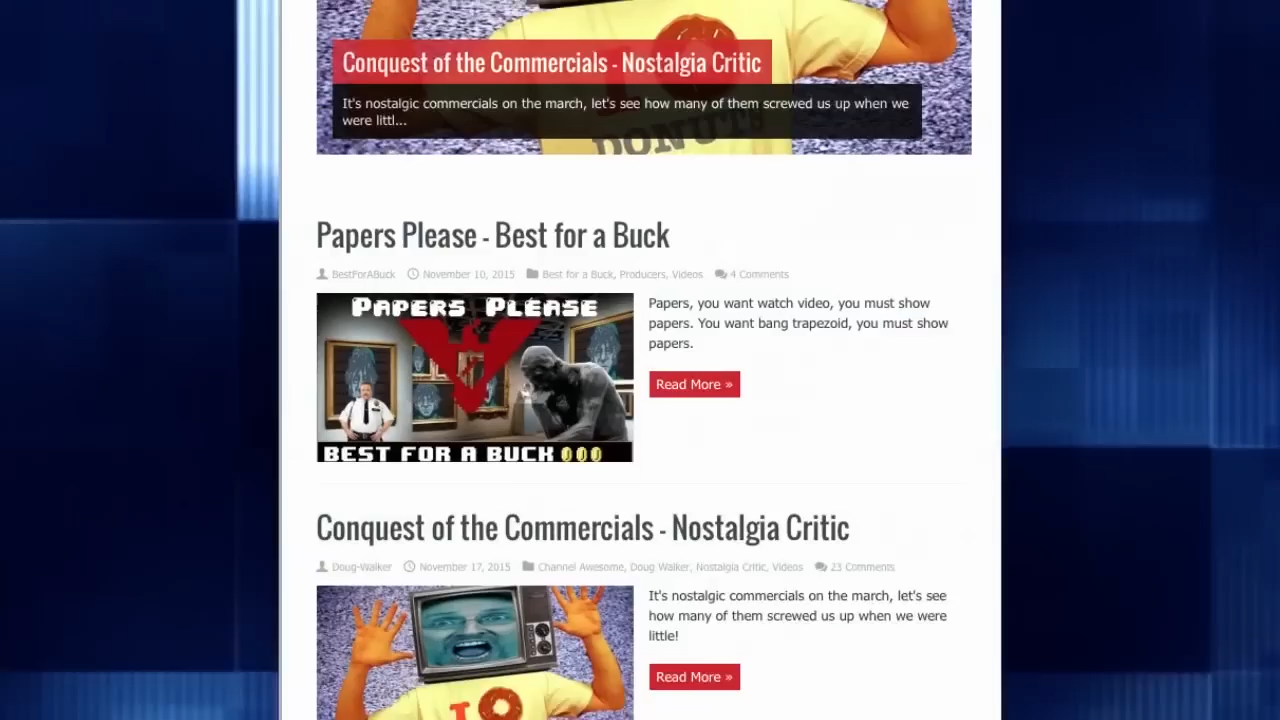 Conquest of the Commercials - Nostalgia Critic
It's nostalgic commercials on the march, let's see how many of them screwed us up when we
were littl...
DONUTS
Papers Please - Best for a Buck
BestForABuck November 10, 2015 Best for a Buck, Producers, Videos 4 Comments
PAPERS PLEASE
BEST FOR A BUCK
Papers, you want watch video, you must show
papers. You want bang trapezoid, you must show
papers.
Read More »
Conquest of the Commercials - Nostalgia Critic
Doug-Walker November 17, 2015 Channel Awesome, Doug Walker, Nostalgia Critic, Videos 23 Comments
I
It's nostalgic commercials on the march, let's see
how many of them screwed us up when we were
little!
Read More »